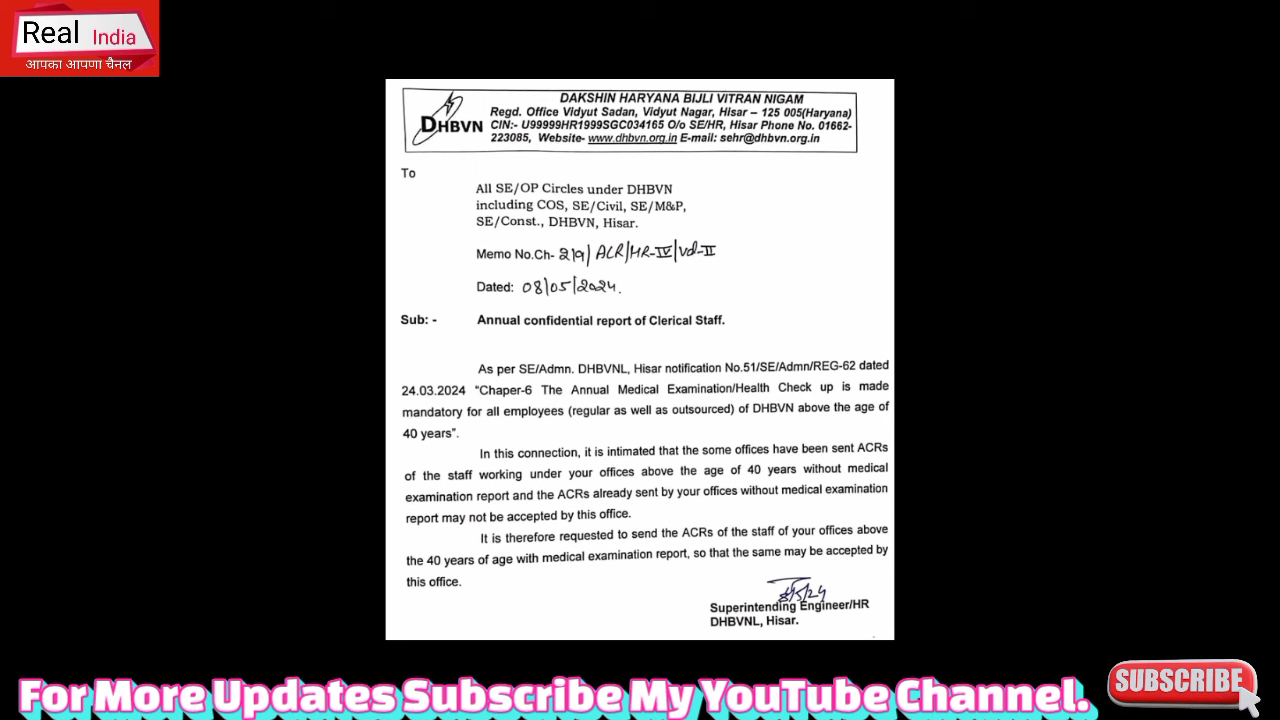 Real India
आपका आपणा चैनल
DAKSHIN HARYANA BIJLI VITRAN NIGAM
Regd. Office Vidyut Sadan, Vidyut Nagar, Hisar – 125 005(Haryana)
CIN:- U99999HR1999SGC034165 O/o SE/HR, Hisar Phone No. 01662-
223085, Website- www.dhbvn.org.in E-mail: sehr@dhbvn.org.in
DHBVN
To
All SE/OP Circles under DHBVN
including COS, SE/Civil, SE/M&P,
SE/Const., DHBVN, Hisar.
Memo No.Ch- 219/ ACR/HR-IV/Vol-II
Dated: 08/05/2024.
Sub: - Annual confidential report of Clerical Staff.
As per SE/Admn. DHBVNL, Hisar notification No.51/SE/Admn/REG-62 dated
24.03.2024 “Chaper-6 The Annual Medical Examination/Health Check up is made
mandatory for all employees (regular as well as outsourced) of DHBVN above the age of
40 years”.
In this connection, it is intimated that the some offices have been sent ACRs
of the staff working under your offices above the age of 40 years without medical
examination report and the ACRs already sent by your offices without medical examination
report may not be accepted by this office.
It is therefore requested to send the ACRs of the staff of your offices above
the 40 years of age with medical examination report, so that the same may be accepted by
this office.
8/5/24
Superintending Engineer/HR
DHBVNL, Hisar.
For More Updates Subscribe My YouTube Channel.
SUBSCRIBE